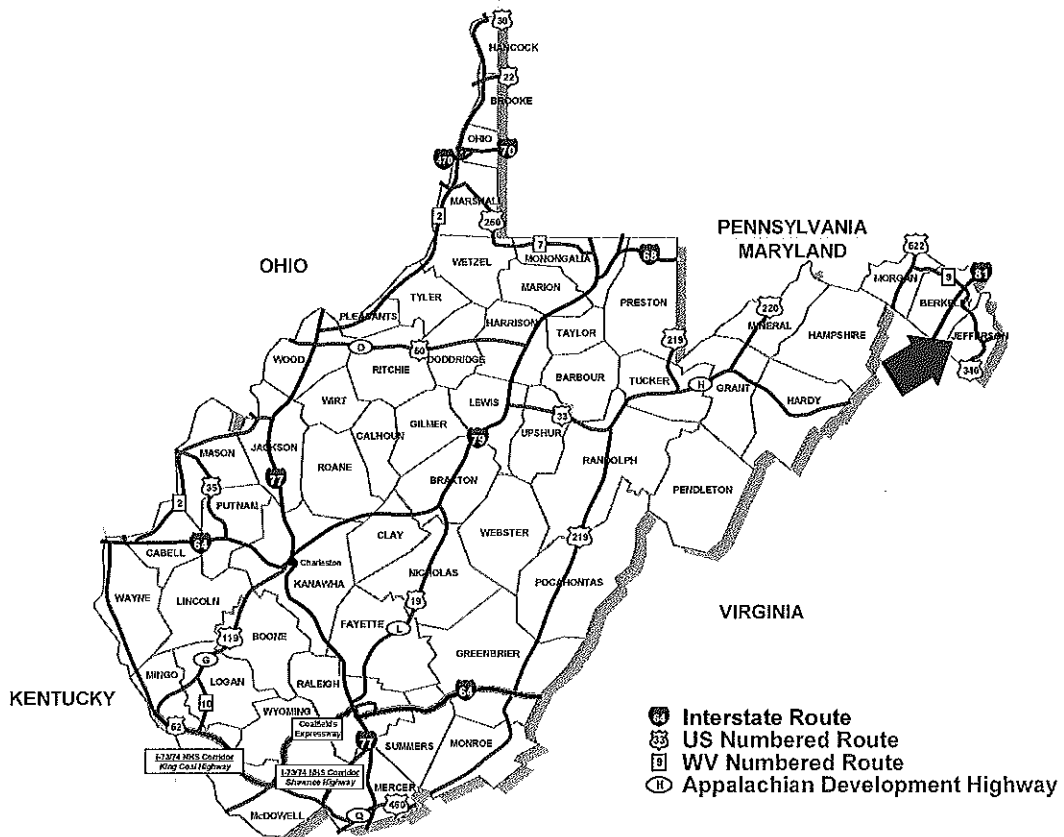 30
HANCOCK
22
BROOKE
OHIO
470
70
MARSHALL
2
250
7
PENNSYLVANIA
MARYLAND
OHIO
WETZEL
MONONGALIA
68
522
MORGAN
9
81
BERKELEY
MARION
TYLER
PRESTON
PLEASANTS
HARRISON
TAYLOR
220
MINERAL
HAMPSHIRE
JEFFERSON
340
WOOD
D
50
DODDRIDGE
RITCHIE
219
BARBOUR
TUCKER
H
GRANT
HARDY
WIRT
LEWIS
GILMER
CALHOUN
33
UPSHUR
79
JACKSON
MASON
ROANE
RANDOLPH
77
BRAXTON
PENDLETON
35
2
PUTNAM
WEBSTER
CLAY
219
64
CABELL
Charleston
KANAWHA
NICHOLAS
POCAHONTAS
WAYNE
LINCOLN
19
VIRGINIA
FAYETTE
L
119
BOONE
GREENBRIER
G
MINGO
LOGAN
RALEIGH
64
KENTUCKY
10
WYOMING
52
Coalfields
Expressway
77
SUMMERS
MONROE
I-73/74 NHS Corridor
King Coal Highway
I-73/74 NHS Corridor
Shawnee Highway
MERCER
460
Q
McDOWELL
64 Interstate Route
33 US Numbered Route
9 WV Numbered Route
H Appalachian Development Highway